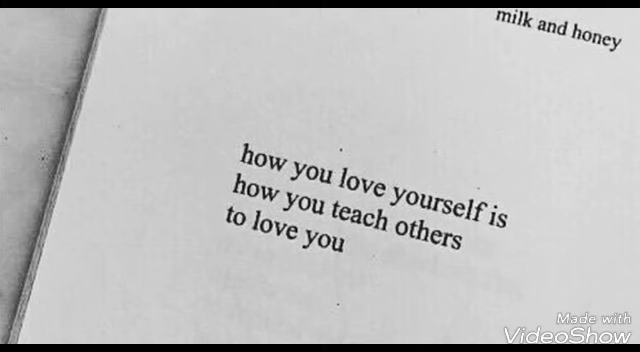 milk and honey
how you love yourself is
how you teach others
to love you
Made with
VideoShow